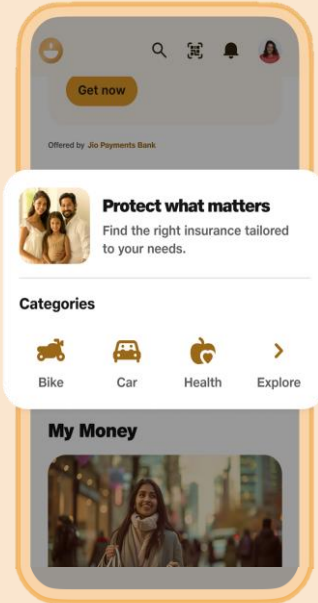 Get now
Offered by Jio Payments Bank
Protect what matters
Find the right insurance tailored
to your needs.
Categories
Bike
Car
Health
Explore
My Money